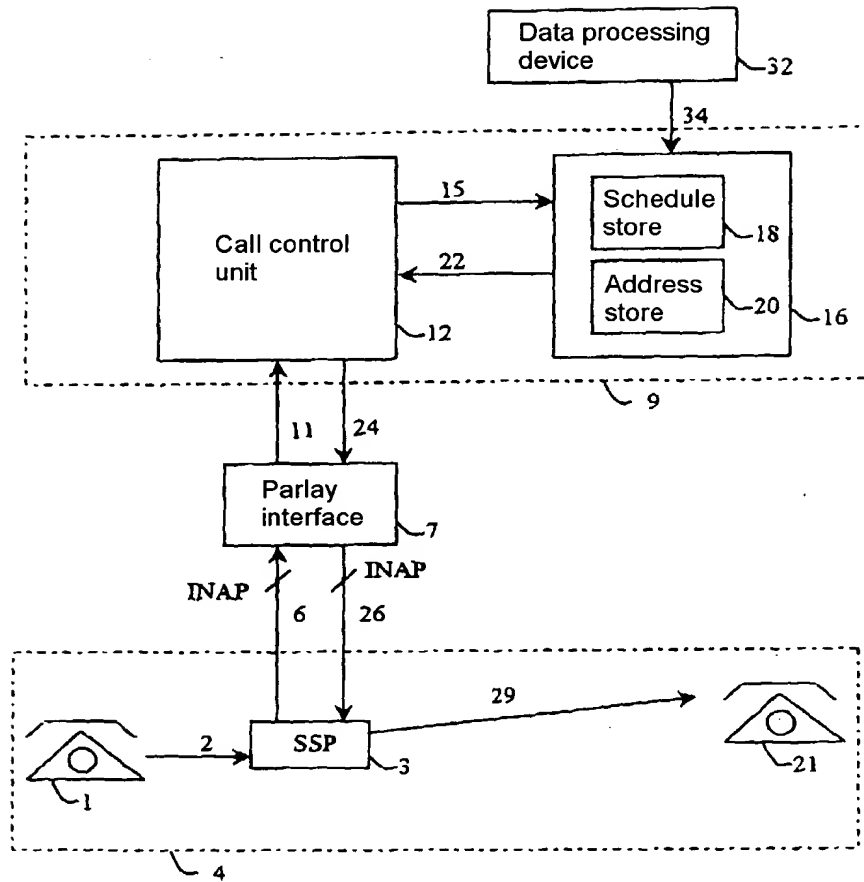 Data processing
device
32
34
Call control
unit
12
15
22
Schedule
store
18
Address
store
20
16
9
11
24
Parlay
interface
7
INAP
INAP
6
26
29
2
SSP
3
1
21
4